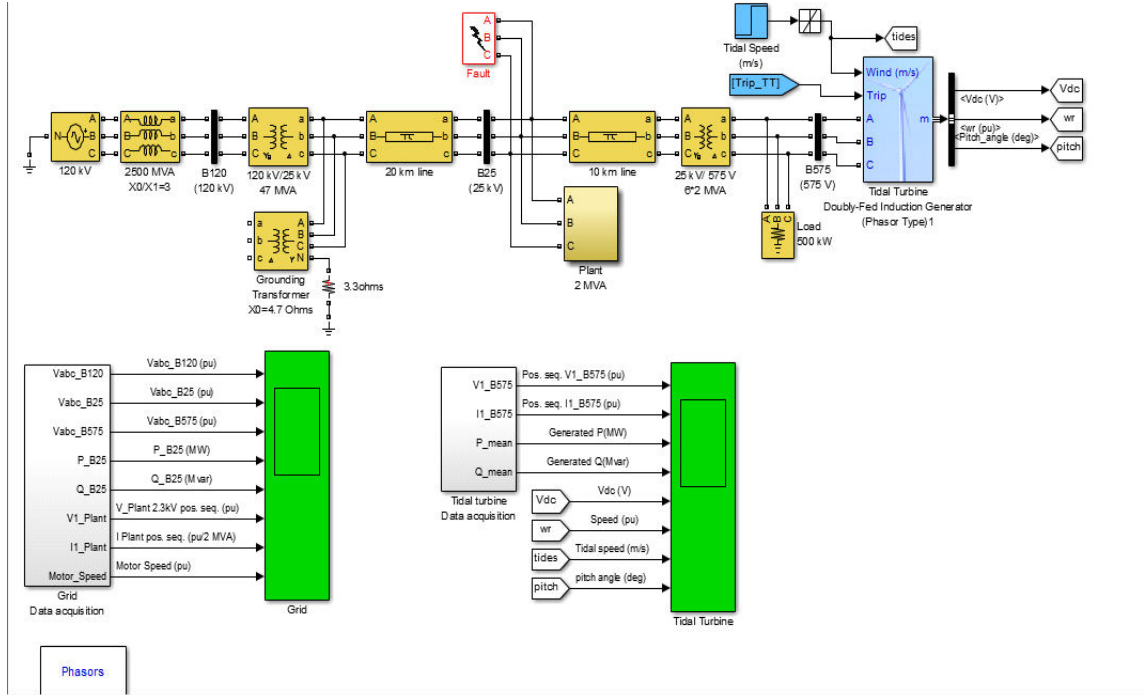 A
B
C
Fault
Tidal Speed
(m/s)
tides
[Trip_TT]
Wind (m/s)
Trip
A
B
C
m
<Vdc (V)>
<wr (pu)>
<Pitch_angle (deg)>
Vdc
wr
pitch
N
A
B
C
120 kV
A
B
C
a
b
c
2500 MVA
X0/X1=3
A
B
C
a
b
c
B120
(120 kV)
A
B
C
a
b
c
120 kV/25 kV
47 MVA
A
B
C
a
b
c
20 km line
A
B
C
a
b
c
B25
(25 kV)
A
B
C
a
b
c
10 km line
A
B
C
a
b
c
25 kV/ 575 V
6*2 MVA
B575
(575 V)
Tidal Turbine
Doubly-Fed Induction Generator
(Phasor Type)1
A B C
Load
500 kW
A
B
C
Plant
2 MVA
a
b
c
A
B
C
N
Grounding
Transformer
X0=4.7 Ohms
3.3ohms
Vabc_B120
Vabc_B120 (pu)
Vabc_B25
Vabc_B25 (pu)
Vabc_B575
Vabc_B575 (pu)
P_B25
P_B25 (MW)
Q_B25
Q_B25 (Mvar)
V1_Plant
V_Plant 2.3kV pos. seq. (pu)
I1_Plant
I Plant pos. seq. (pu/2 MVA)
Motor_Speed
Motor Speed (pu)
Grid
Data acquisition
Grid
V1_B575
Pos. seq. V1_B575 (pu)
I1_B575
Pos. seq. I1_B575 (pu)
P_mean
Generated P(MW)
Q_mean
Generated Q(Mvar)
Tidal turbine
Data acquisition
Vdc
Vdc (V)
wr
Speed (pu)
tides
Tidal speed (m/s)
pitch
pitch angle (deg)
Tidal Turbine
Phasors